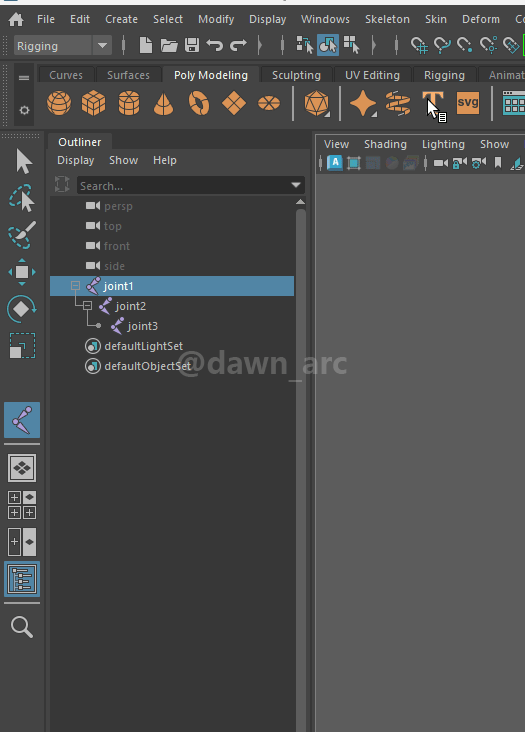 File Edit Create Select Modify Display Windows Skeleton Skin Deform Co
Rigging
Curves Surfaces Poly Modeling Sculpting UV Editing Rigging Animat
T svg
Outliner
Display Show Help
View Shading Lighting Show
Search...
A
persp
top
front
side
joint1
joint2
joint3
defaultLightSet
defaultObjectSet
@dawn_arc